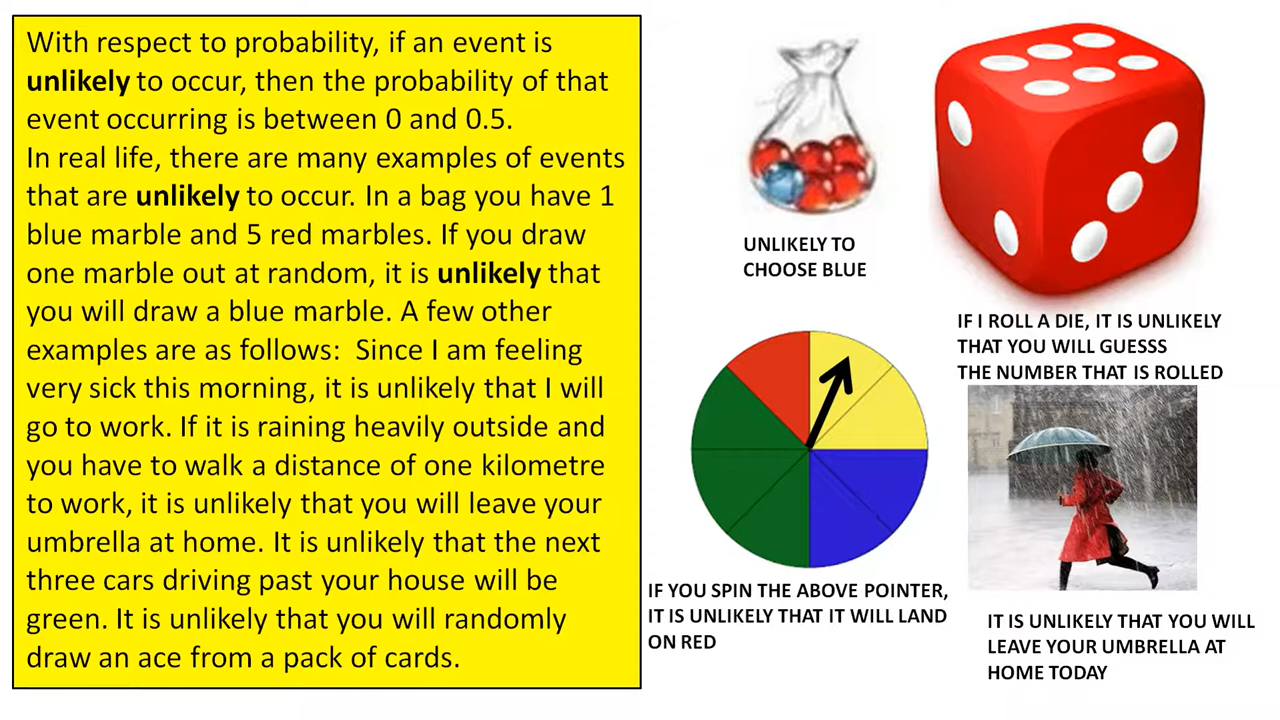 With respect to probability, if an event is
unlikely to occur, then the probability of that
event occurring is between 0 and 0.5.
In real life, there are many examples of events
that are unlikely to occur. In a bag you have 1
blue marble and 5 red marbles. If you draw
one marble out at random, it is unlikely that
you will draw a blue marble. A few other
examples are as follows:  Since I am feeling
very sick this morning, it is unlikely that I will
go to work. If it is raining heavily outside and
you have to walk a distance of one kilometre
to work, it is unlikely that you will leave your
umbrella at home. It is unlikely that the next
three cars driving past your house will be
green. It is unlikely that you will randomly
draw an ace from a pack of cards.
UNLIKELY TO
CHOOSE BLUE
IF I ROLL A DIE, IT IS UNLIKELY
THAT YOU WILL GUESSS
THE NUMBER THAT IS ROLLED
IF YOU SPIN THE ABOVE POINTER,
IT IS UNLIKELY THAT IT WILL LAND
ON RED
IT IS UNLIKELY THAT YOU WILL
LEAVE YOUR UMBRELLA AT
HOME TODAY